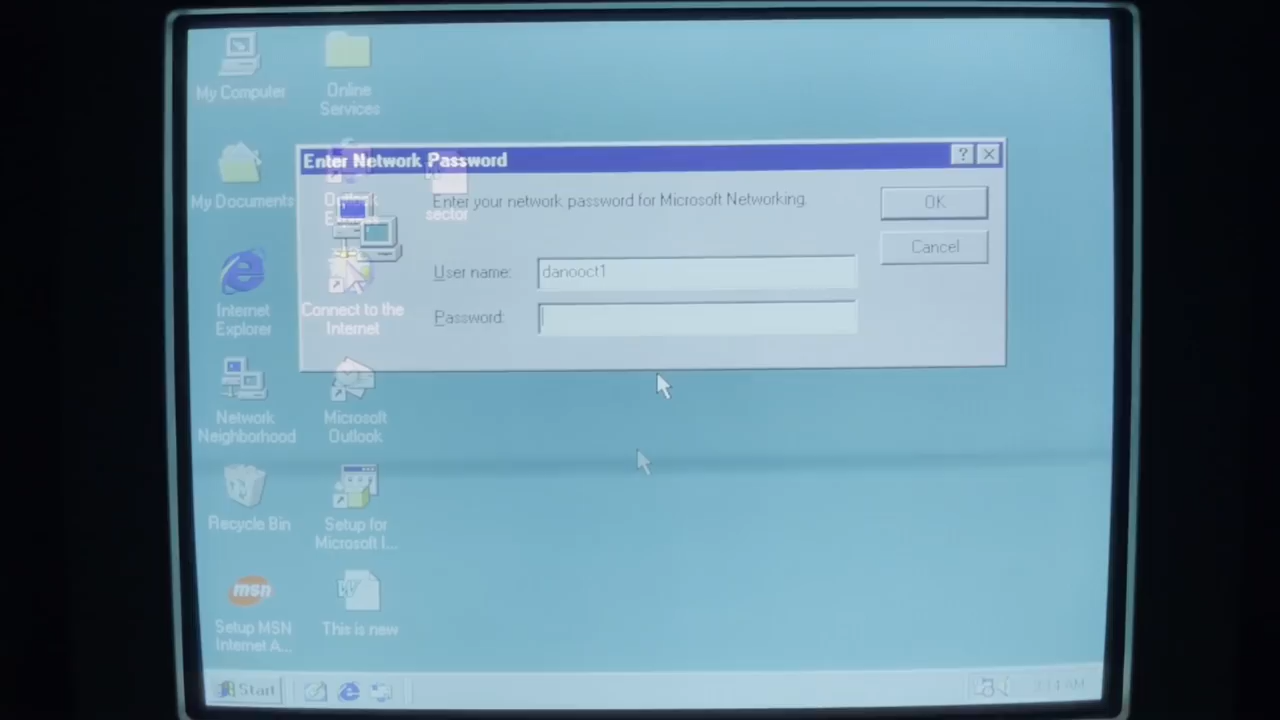 My Computer
Online
Services
Enter Network Password
My Documents
Outlook
sector
Enter your network password for Microsoft Networking.
OK
Cancel
User name:
danooct1
Internet
Explorer
Connect to the
Internet
Password:
Network
Neighborhood
Microsoft
Outlook
Recycle Bin
Setup for
Microsoft I...
msn
Setup MSN
Internet A...
This is new
Start